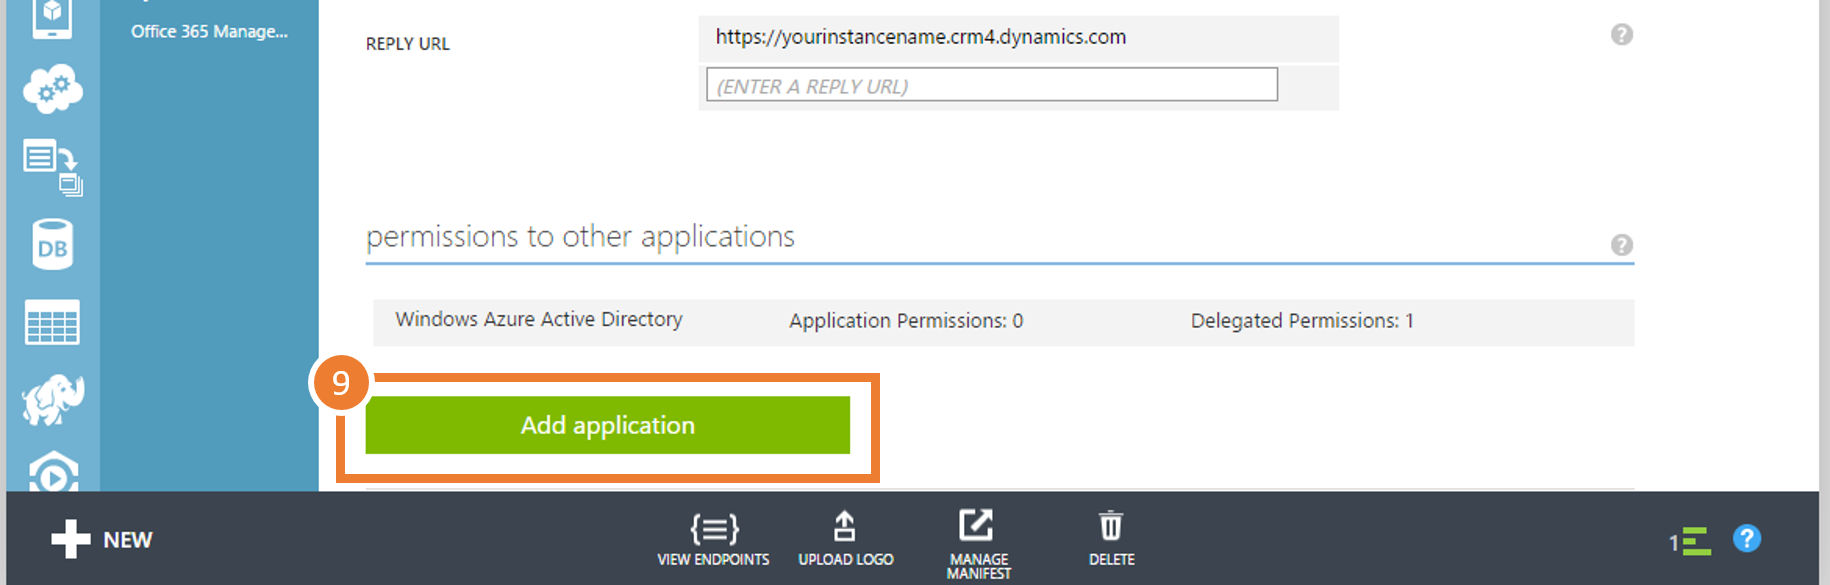 Office 365 Manage...
REPLY URL
https://yourinstancename.crm4.dynamics.com
?
(ENTER A REPLY URL)
DB
permissions to other applications
?
Windows Azure Active Directory Application Permissions: 0 Delegated Permissions: 1
9
Add application
NEW
VIEW ENDPOINTS
UPLOAD LOGO
MANAGE
MANIFEST
DELETE
1
?